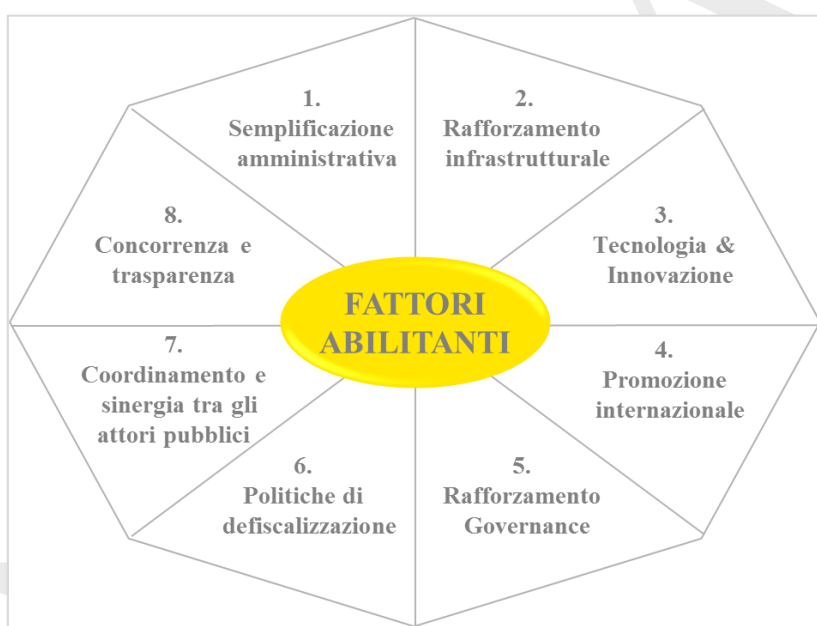 1.
Semplificazione
amministrativa
2.
Rafforzamento
infrastrutturale
3.
Tecnologia &
Innovazione
4.
Promozione
internazionale
5.
Rafforzamento
Governance
6.
Politiche di
defiscalizzazione
7.
Coordinamento e
sinergia tra gli
attori pubblici
8.
Concorrenza e
trasparenza
FATTORI
ABILITANTI